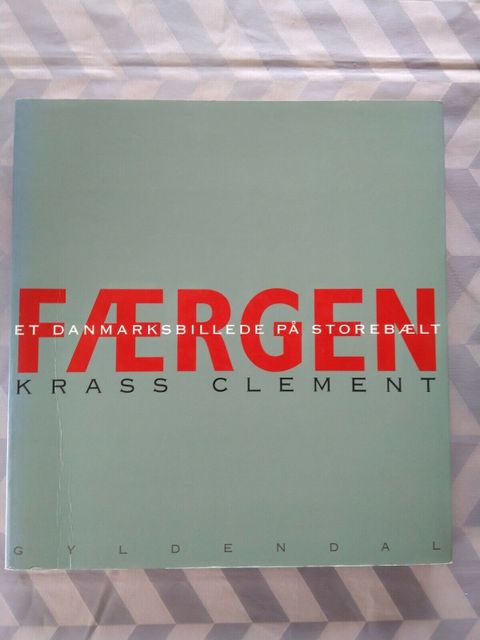 FÆRGEN
ET DANMARKSBILLEDE PÅ STOREBÆLT
KRASS CLEMENT
GYLDENDAL